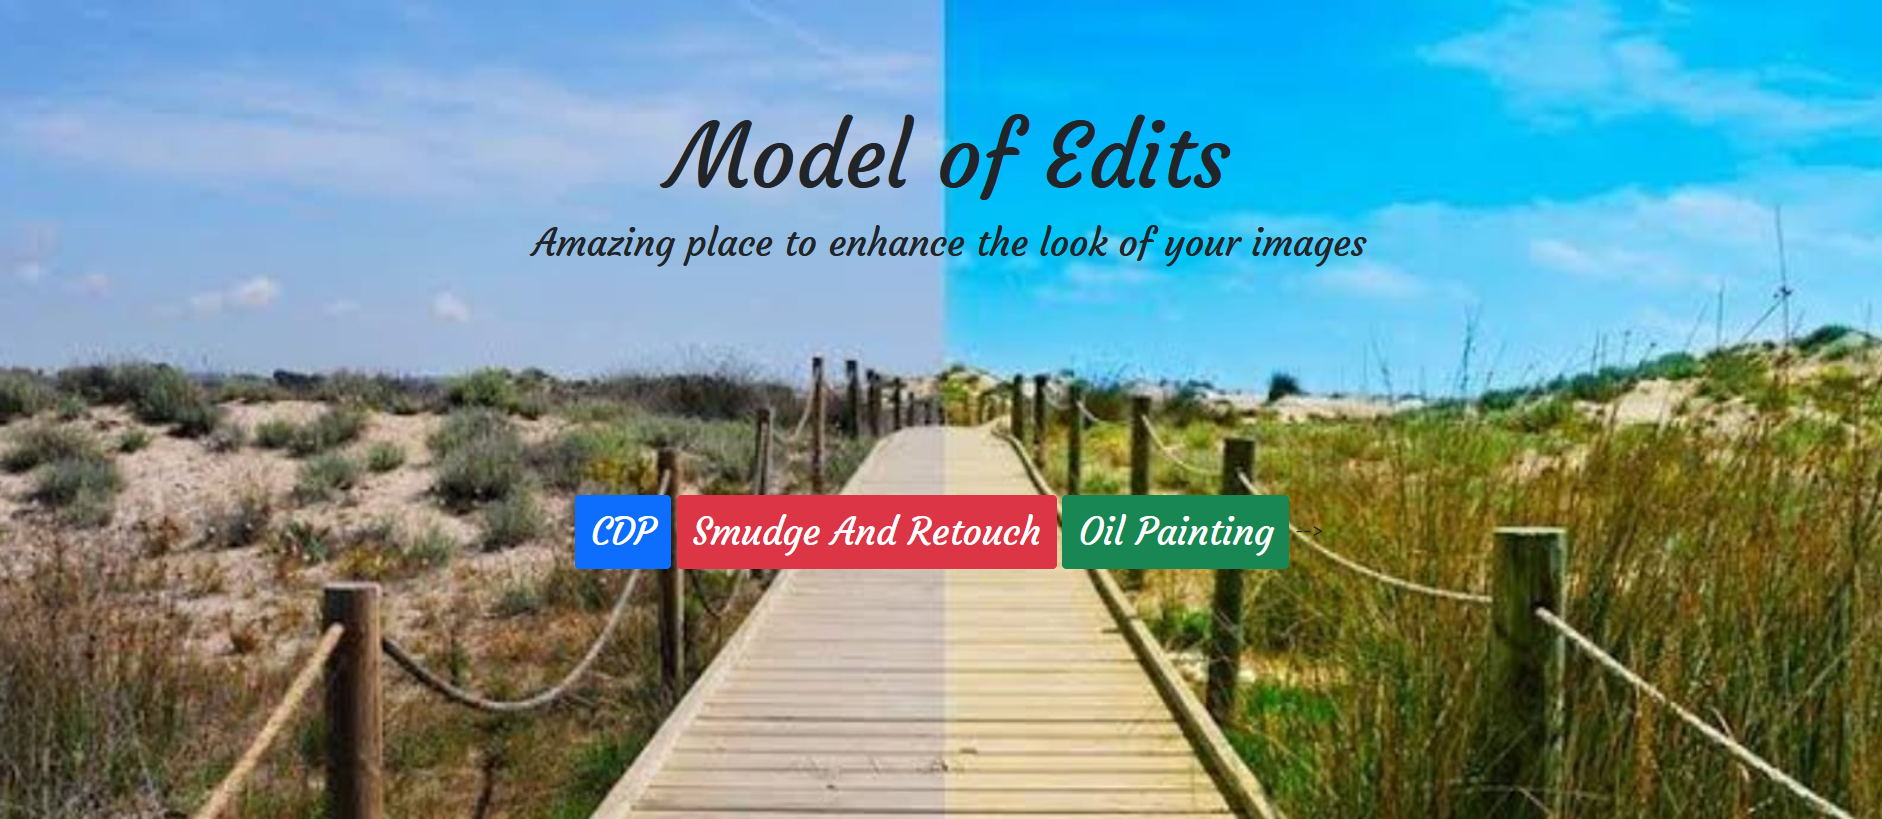 Model of Edits
Amazing place to enhance the look of your images
CDP Smudge And Retouch Oil Painting -->